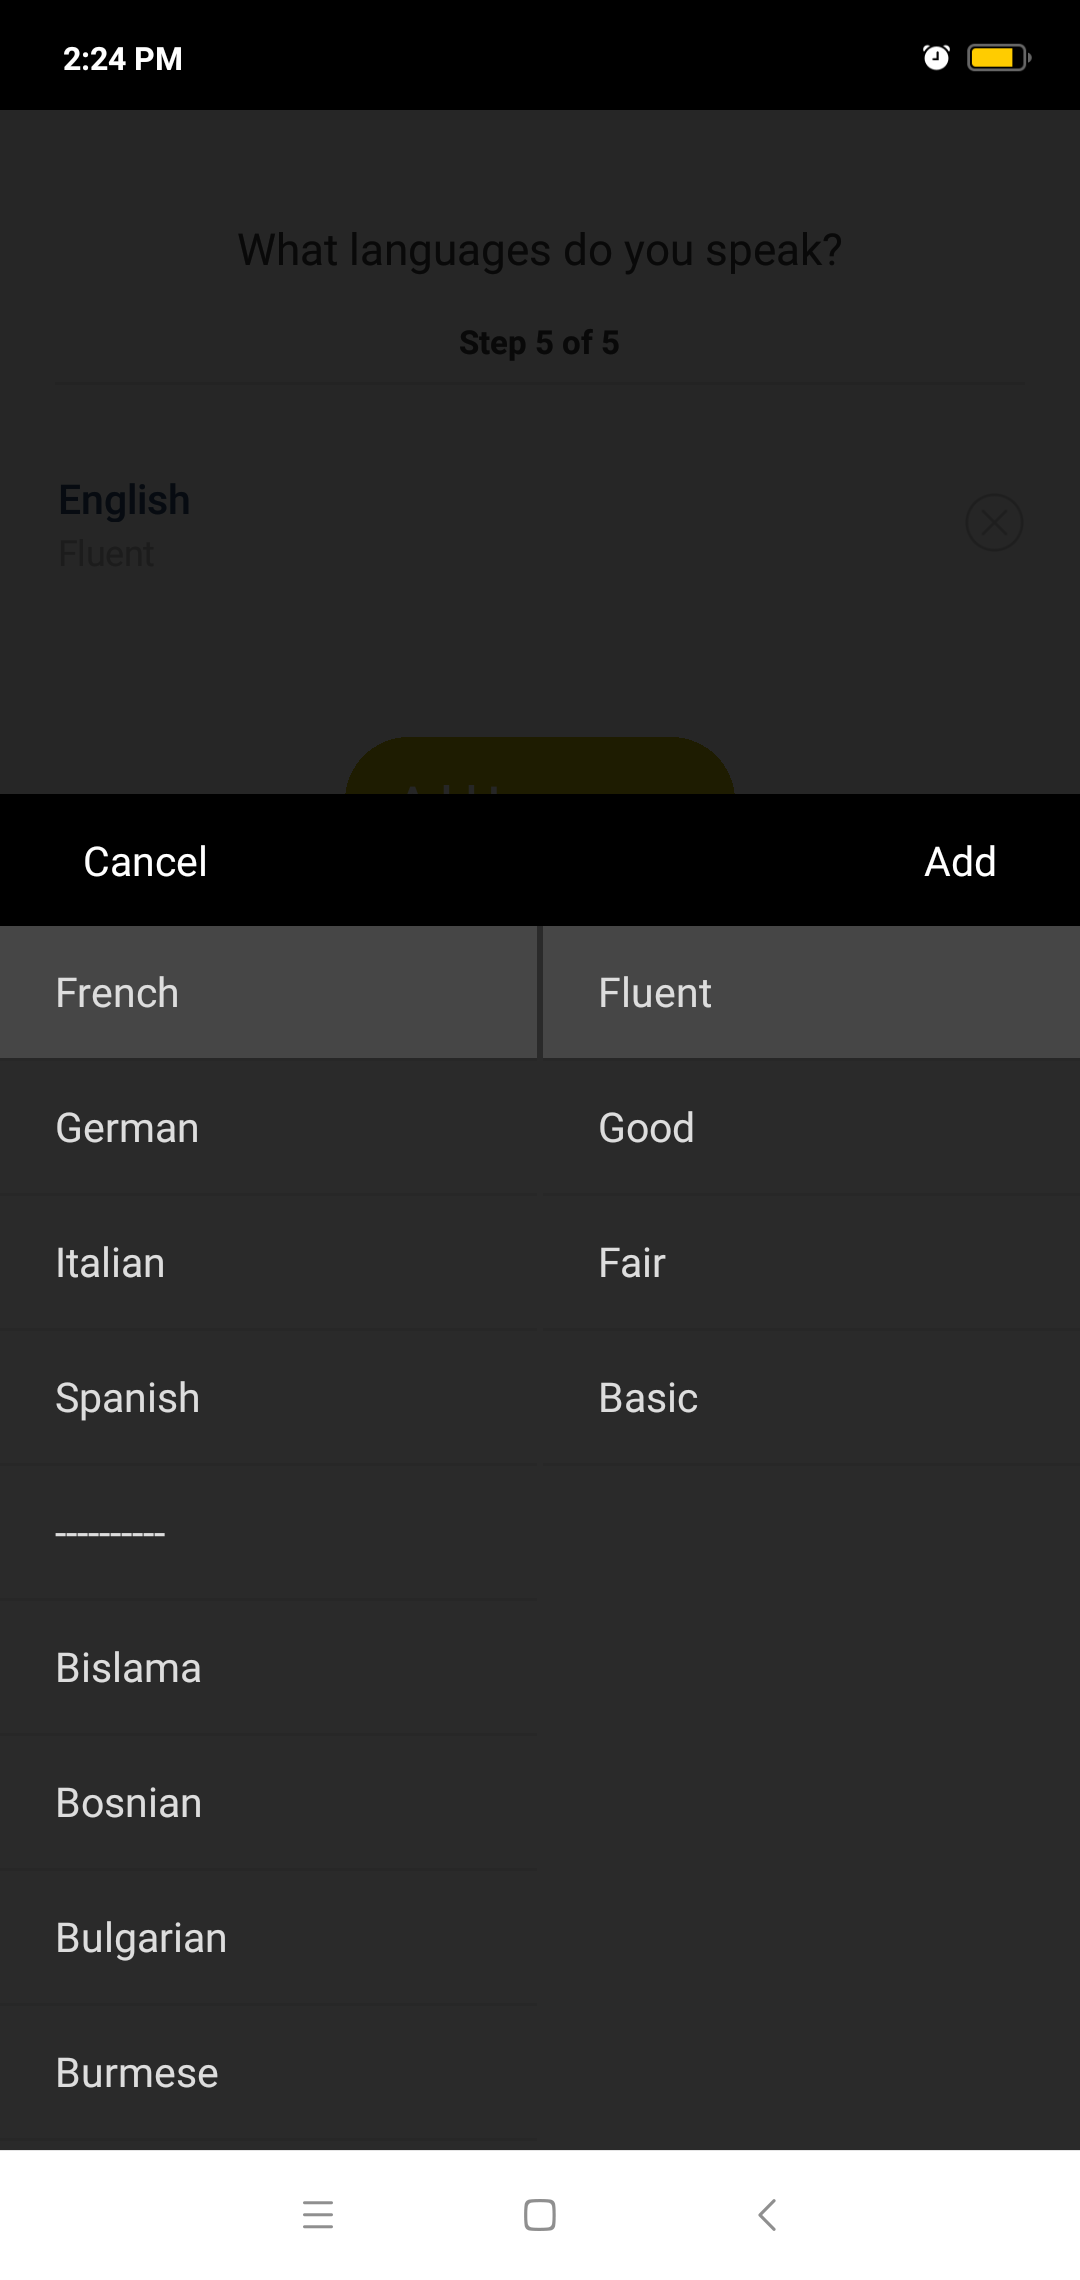 2:24 PM
What languages do you speak?
Step 5 of 5
English
Fluent
Cancel
Add
French
Fluent
German
Good
Italian
Fair
Spanish
Basic
----------
Bislama
Bosnian
Bulgarian
Burmese